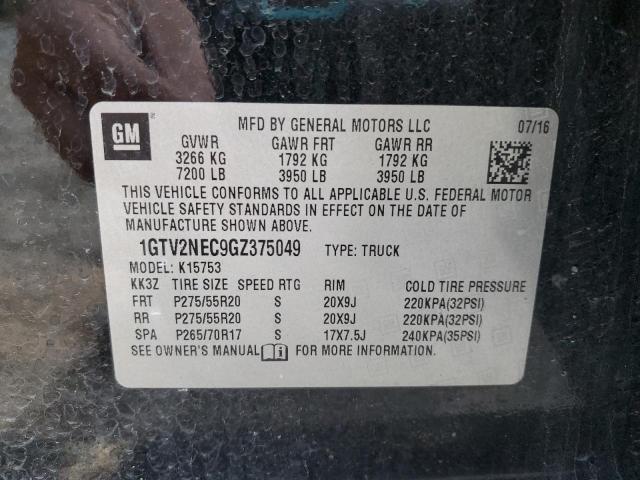 GM
MFD BY GENERAL MOTORS LLC 07/16
GVWR GAWR FRT GAWR RR
3266 KG 1792 KG 1792 KG
7200 LB 3950 LB 3950 LB
THIS VEHICLE CONFORMS TO ALL APPLICABLE U.S. FEDERAL MOTOR
VEHICLE SAFETY STANDARDS IN EFFECT ON THE DATE OF
MANUFACTURE SHOWN ABOVE.
1GTV2NEC9GZ375049 TYPE: TRUCK
MODEL: K15753
KK3Z TIRE SIZE SPEED RTG RIM COLD TIRE PRESSURE
FRT P275/55R20 S 20X9J 220KPA(32PSI)
RR P275/55R20 S 20X9J 220KPA(32PSI)
SPA P265/70R17 S 17X7.5J 240KPA(35PSI)
SEE OWNER'S MANUAL i FOR MORE INFORMATION.